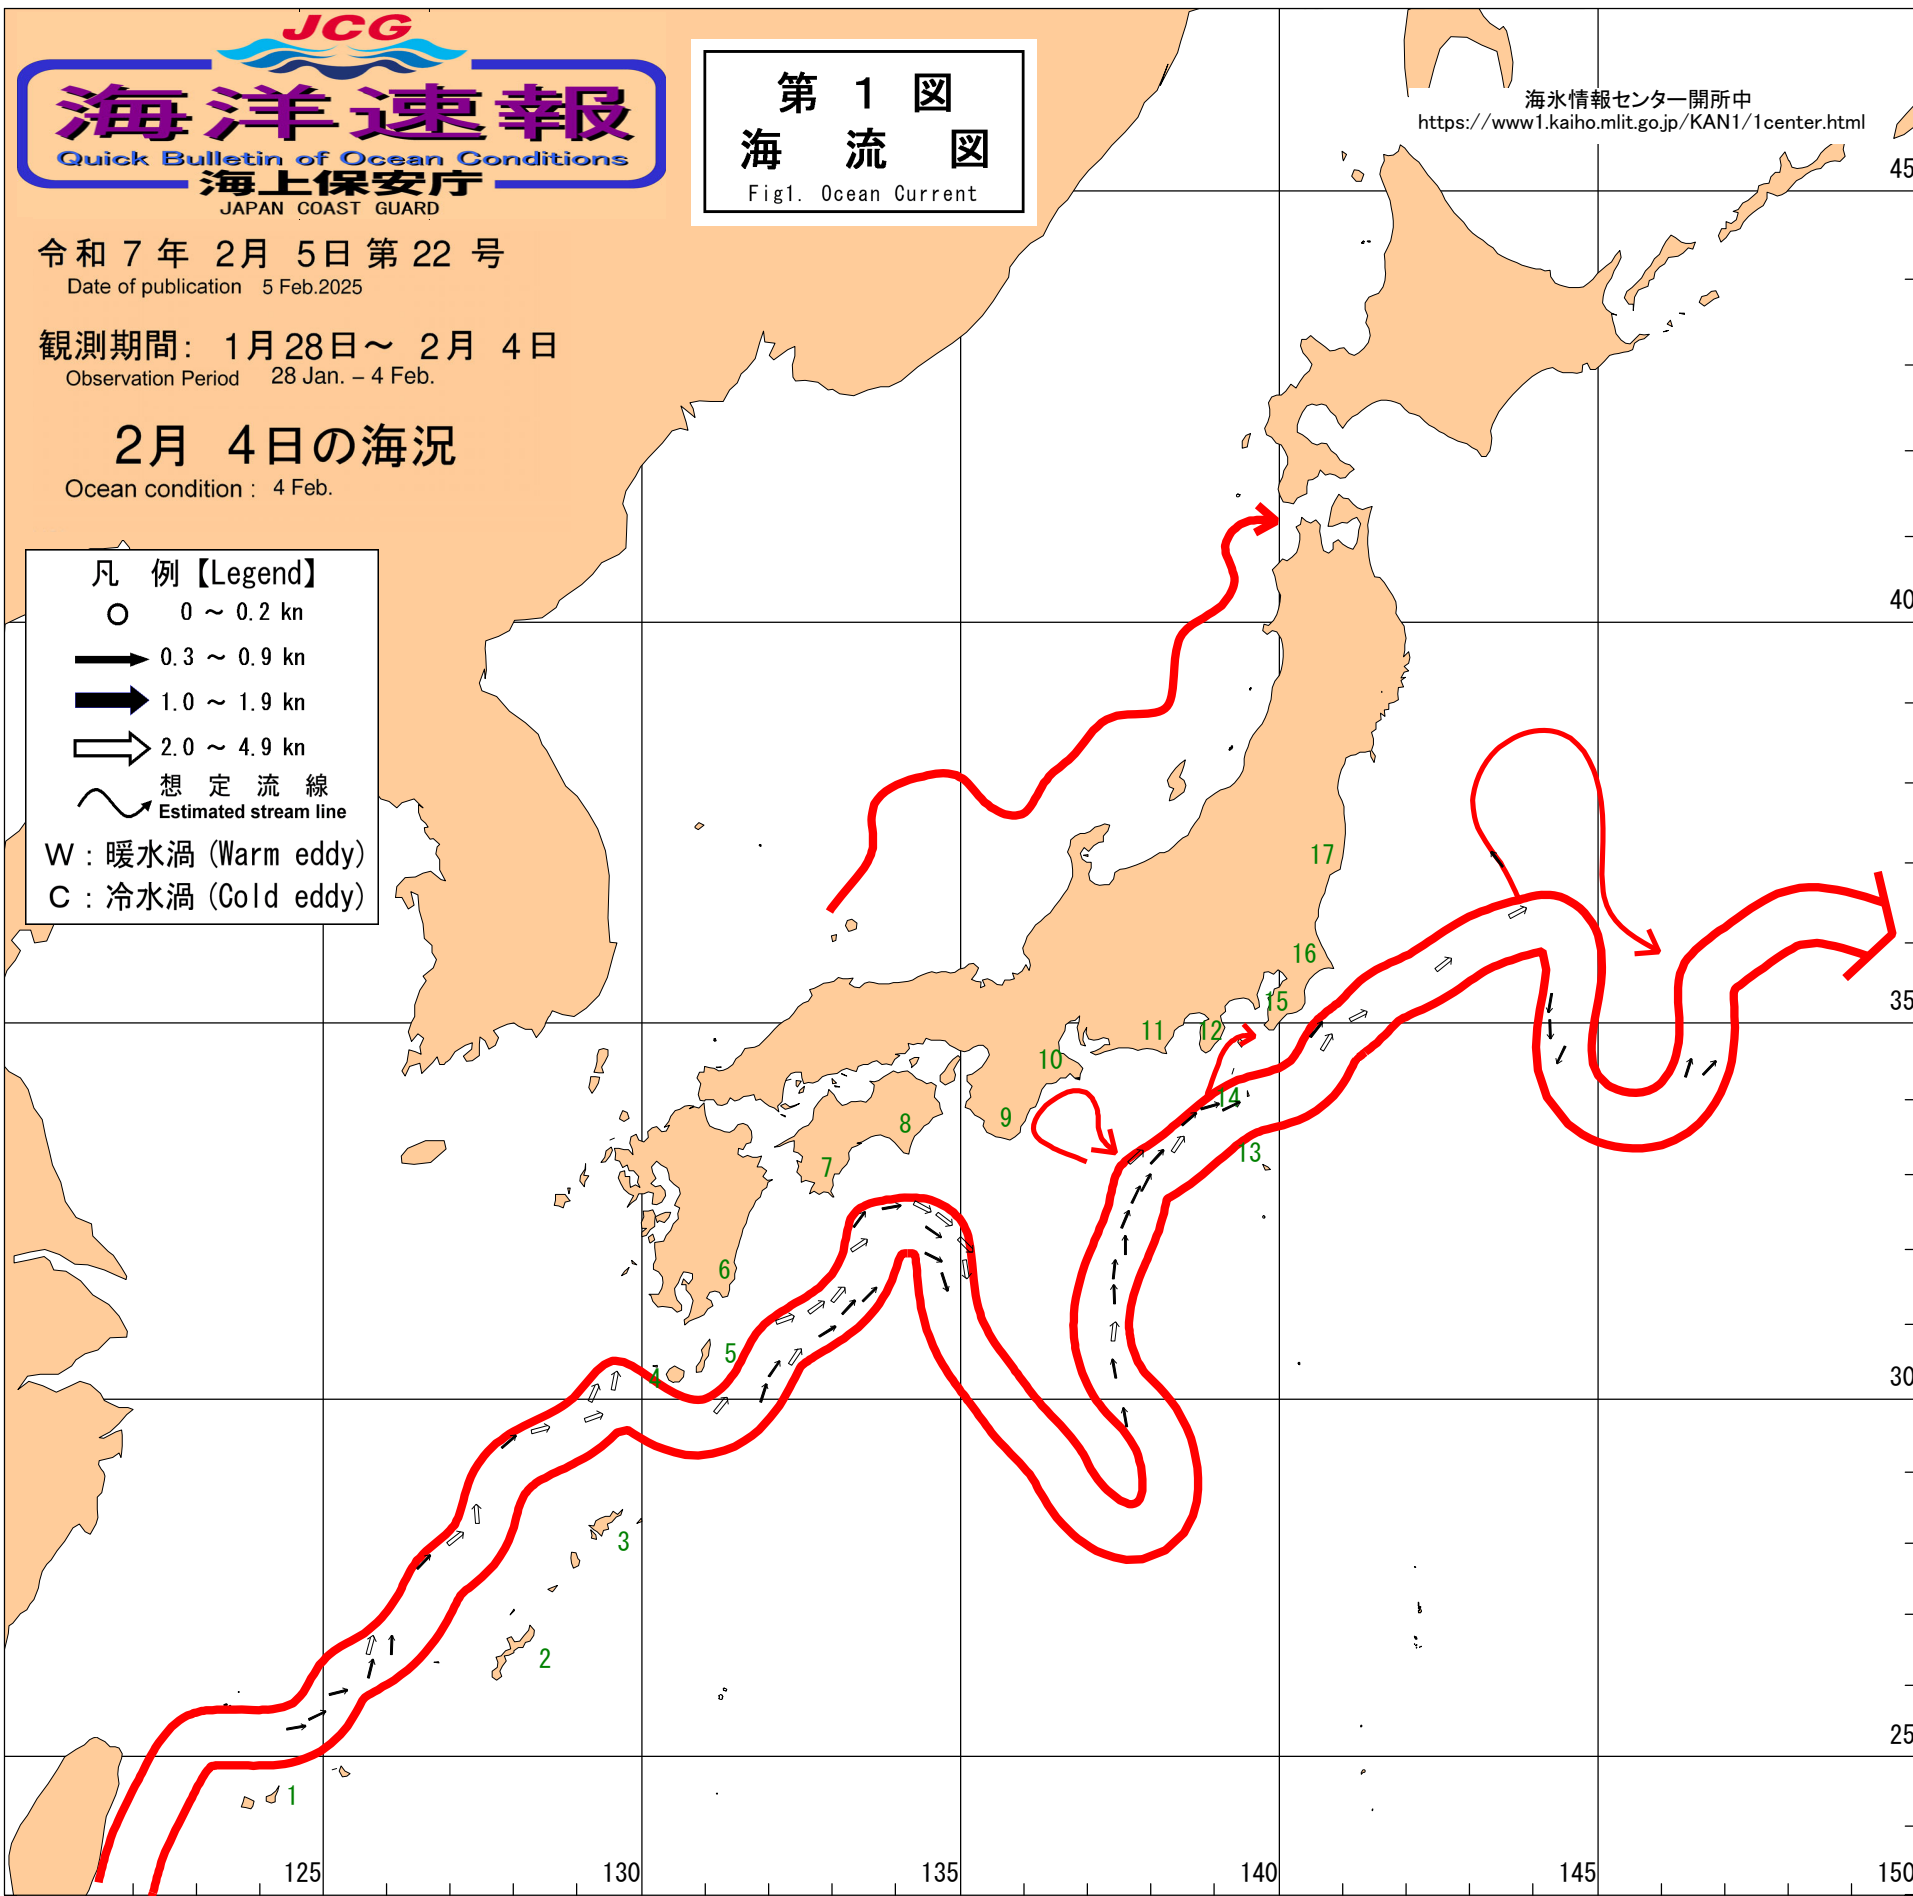 JCG
海洋速報
Quick Bulletin of Ocean Conditions
海上保安庁
JAPAN COAST GUARD
令和 7 年 2月 5日 第 22 号
Date of publication 5 Feb.2025
観測期間: 1月28日～ 2月 4日
Observation Period 28 Jan. – 4 Feb.
2月 4日の海況
Ocean condition : 4 Feb.
第 1 図
海 流 図
Fig1. Ocean Current
海氷情報センター開所中
https://www1.kaiho.mlit.go.jp/KAN1/1center.html
凡 例【Legend】
0 ～ 0.2 kn
0.3 ～ 0.9 kn
1.0 ～ 1.9 kn
2.0 ～ 4.9 kn
想 定 流 線
Estimated stream line
W : 暖水渦 (Warm eddy)
C : 冷水渦 (Cold eddy)
45
40
35
30
25
17
16
15
12
11
10
14
9
8
13
7
6
5
4
3
2
1
125
130
135
140
145
150